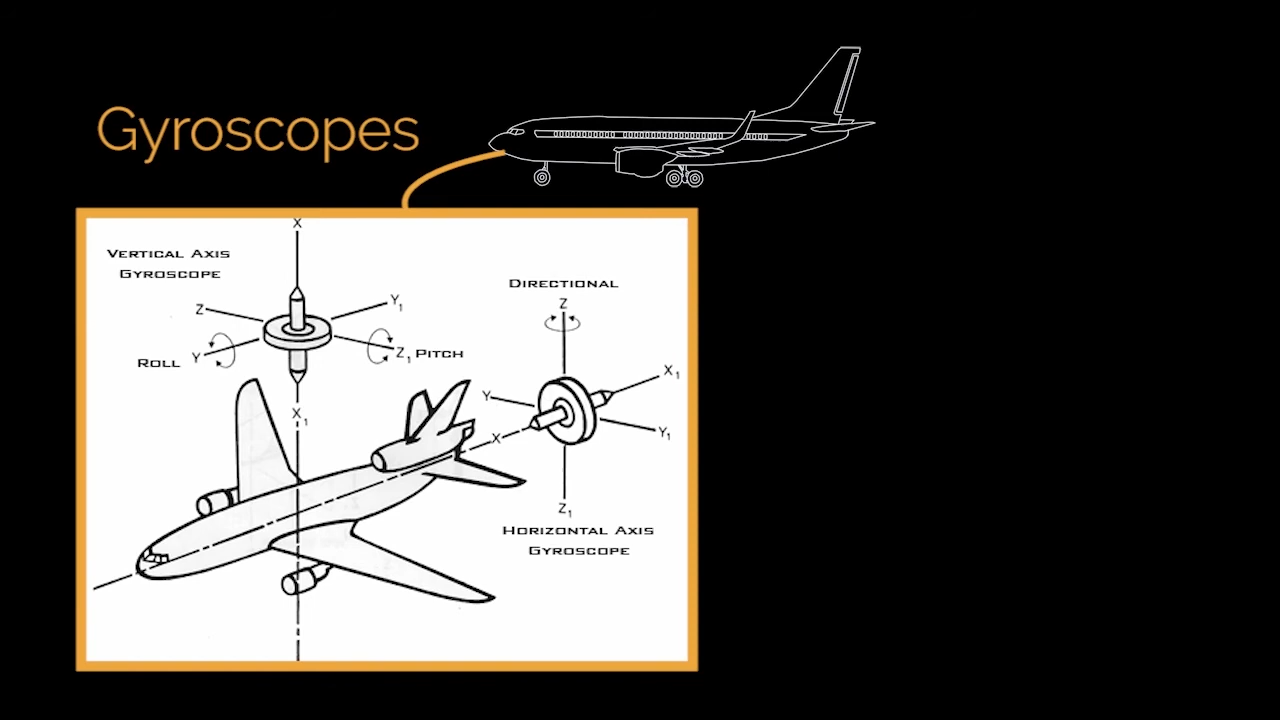 Gyroscopes
X
VERTICAL AXIS
GYROSCOPE
Z
Y1
ROLL
Y
Z1
PITCH
X1
DIRECTIONAL
Z
X1
Y
X
Y1
Z1
HORIZONTAL AXIS
GYROSCOPE